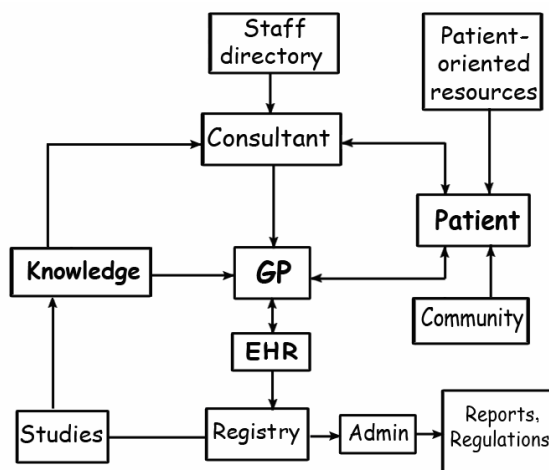 Staff
directory
Patient-
oriented
resources
Consultant
Patient
Knowledge
GP
Community
EHR
Studies
Registry
Admin
Reports,
Regulations